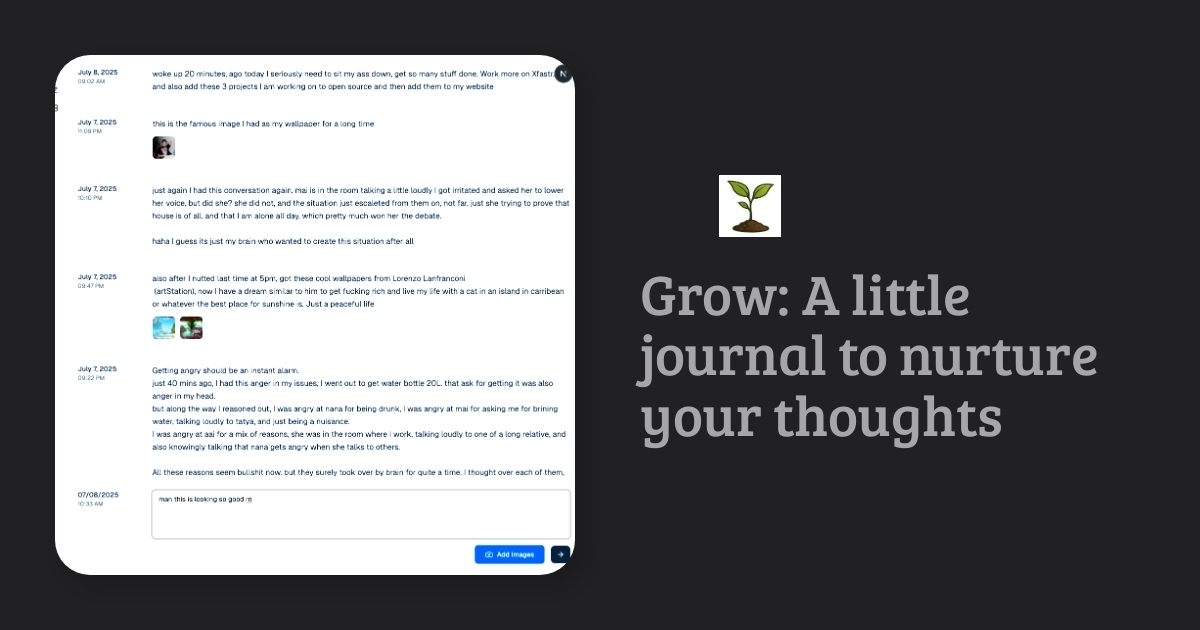 July 8, 2025
09:02 AM
woke up 20 minutes, ago today I seriously need to sit my ass down, get so many stuff done. Work more on Xfastr.
and also add these 3 projects I am working on to open source and then add them to my website
N
July 7, 2025
11:09 PM
this is the famous image I had as my wallpaper for a long time
July 7, 2025
10:10 PM
just again I had this conversation again, mai is in the room talking a little loudly I got irritated and asked her to lower
her voice, but did she? she did not, and the situation just escaleted from them on, not far. just she trying to prove that
house is of all, and that I am alone all day. which pretty much won her the debate.
haha I guess its just my brain who wanted to create this situation after all
July 7, 2025
09:47 PM
also after I nutted last time at 5pm, got these cool wallpapers from Lorenzo Lanfranconi
(artStation), now I have a dream similar to him to get fucking rich and live my life with a cat in an island in carribean
or whatever the best place for sunshine is. Just a peaceful life
July 7, 2025
09:22 PM
Getting angry should be an instant alarm.
just 40 mins ago, I had this anger in my issues, I went out to get water bottle 20L. that ask for getting it was also
anger in my head.
but along the way I reasoned out, I was angry at nana for being drunk, I was angry at mai for asking me for brining
water, talking loudly to tatya, and just being a nuisance.
I was angry at aai for a mix of reasons, she was in the room where I work, talking loudly to one of a long relative, and
also knowingly talking that nana gets angry when she talks to others.
All these reasons seem bullshit now. but they surely took over by brain for quite a time. I thought over each of them,
07/08/2025
10:33 AM
man this is looking so good
Add Images
Grow: A little
journal to nurture
your thoughts